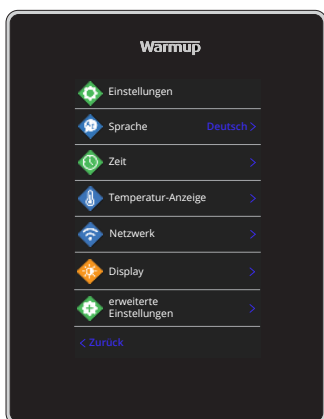 Warmup
Einstellungen
Sprache Deutsch >
Zeit >
Temperatur-Anzeige >
Netzwerk >
Display >
erweiterte
Einstellungen >
< Zurück